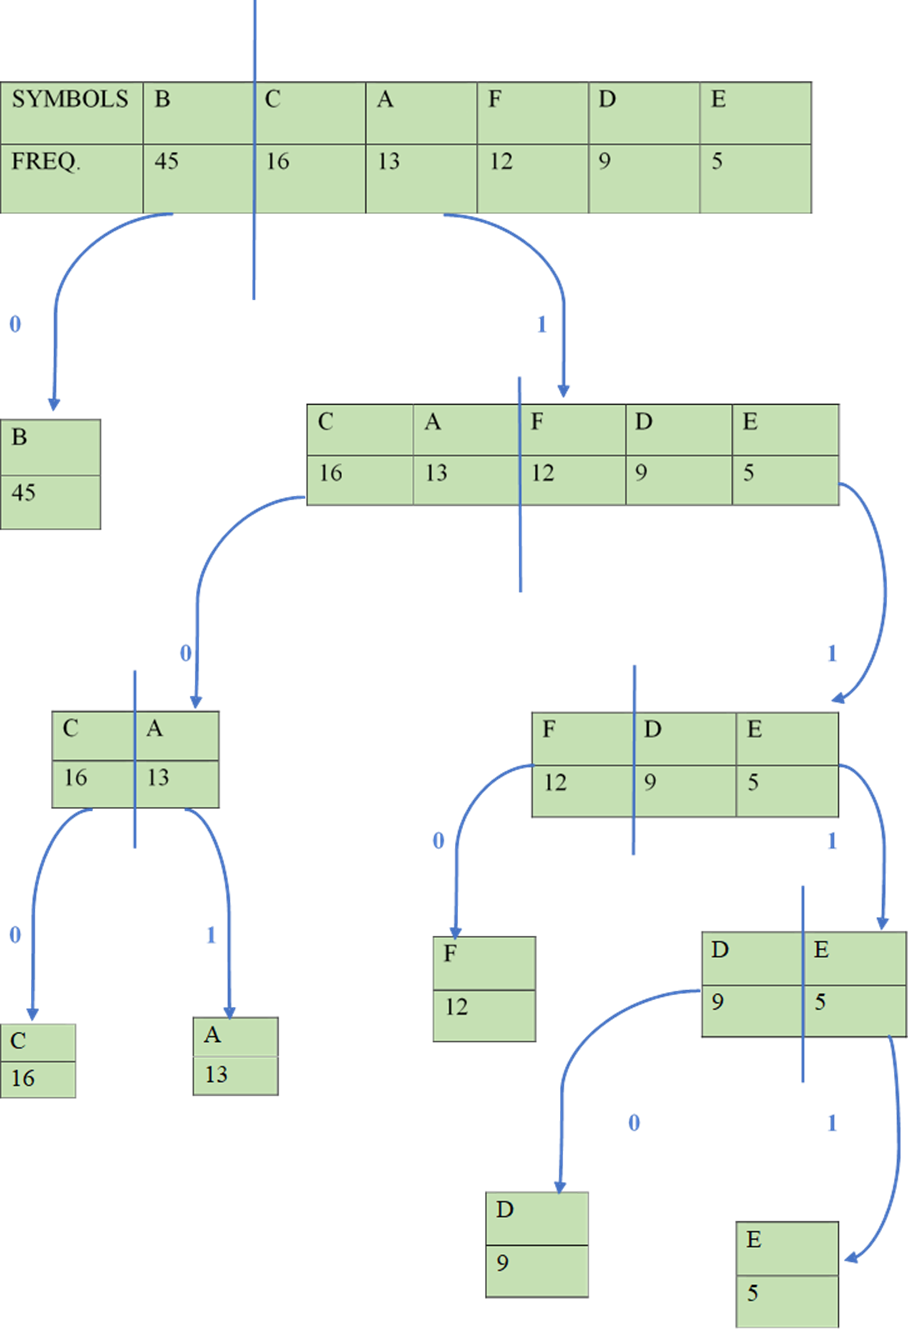 SYMBOLS B C A F D E
FREQ. 45 16 13 12 9 5
0 1
C A F D E
B
16 13 12 9 5
45
0 1
C A F D E
16 13 12 9 5
0 1
0 1
D E
F
9 5
12
C A
16 13
0 1
D
E
9
5